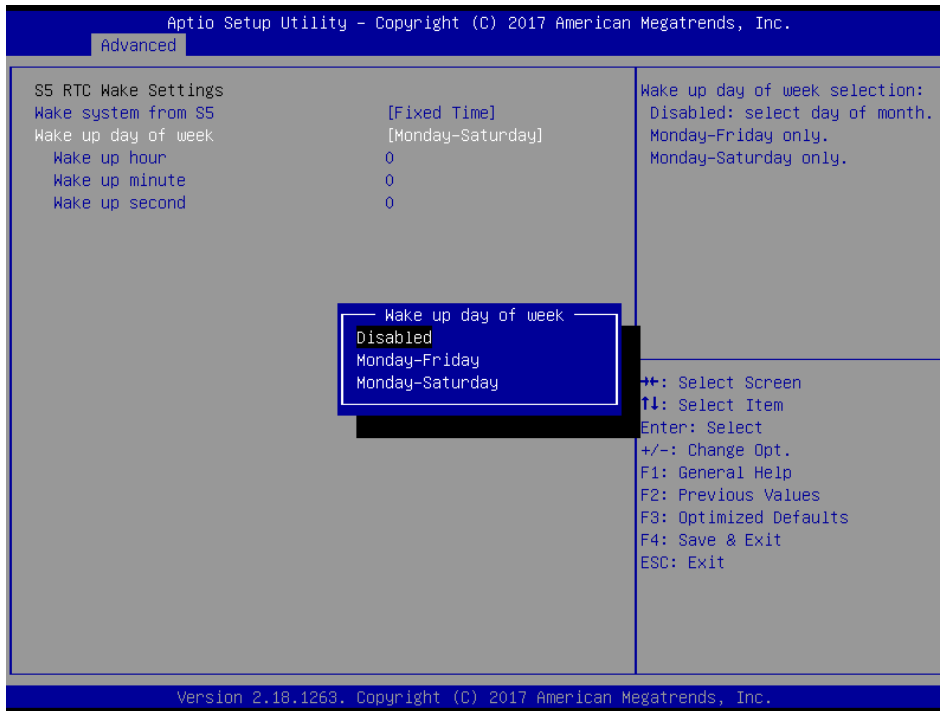 Aptio Setup Utility – Copyright (C) 2017 American Megatrends, Inc.
Advanced
S5 RTC Wake Settings
Wake system from S5 [Fixed Time]
Wake up day of week [Monday-Saturday]
Wake up hour 0
Wake up minute 0
Wake up second 0
Wake up day of week selection:
Disabled: select day of month.
Monday-Friday only.
Monday-Saturday only.
Wake up day of week
Disabled
Monday-Friday
Monday-Saturday
→←: Select Screen
↑↓: Select Item
Enter: Select
+/-: Change Opt.
F1: General Help
F2: Previous Values
F3: Optimized Defaults
F4: Save & Exit
ESC: Exit
Version 2.18.1263. Copyright (C) 2017 American Megatrends, Inc.